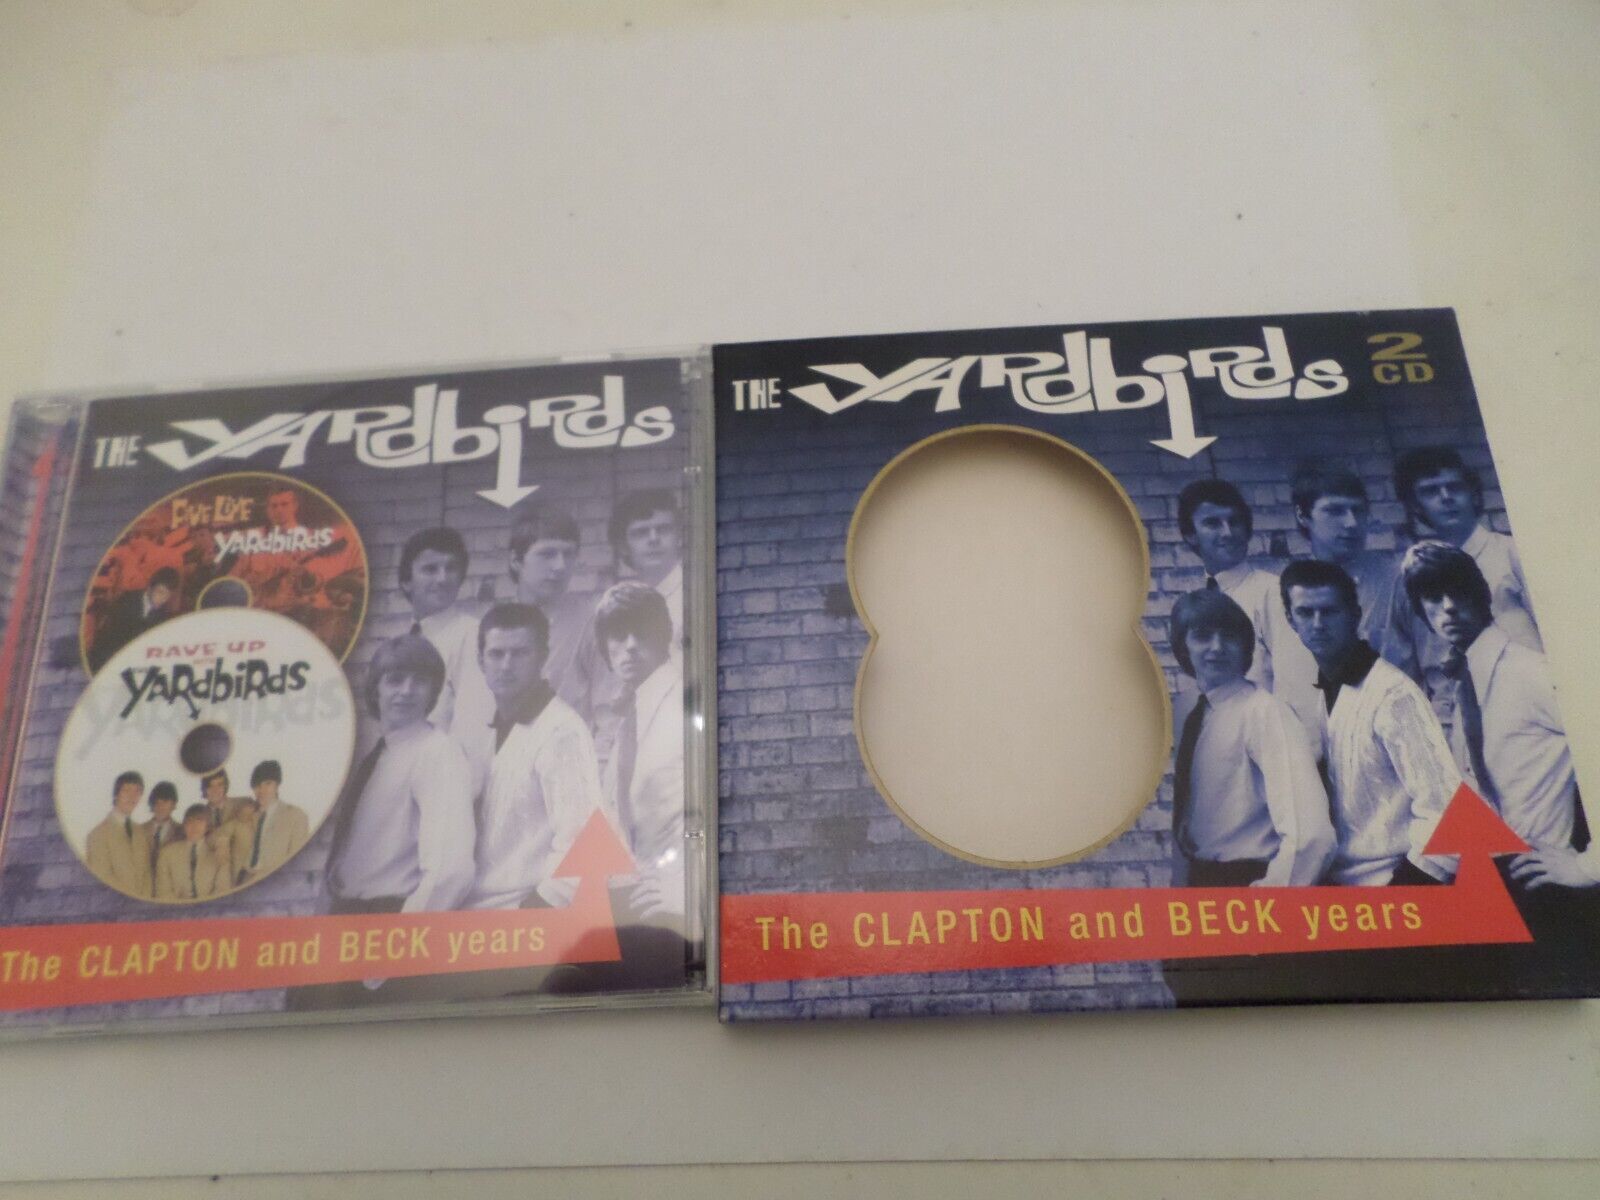 THE YARDBIRDS
FIVE LIVE
YARDBIRDS
RAVE UP
YARDBIRDS
The CLAPTON and BECK years
THE YARDBIRDS
2
CD
The CLAPTON and BECK years